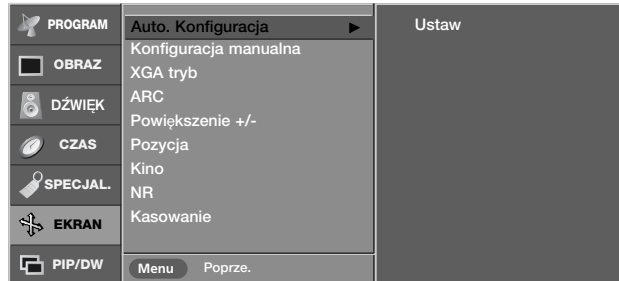 PROGRAM
OBRAZ
DŹWIĘK
CZAS
SPECJAL.
EKRAN
PIP/DW
Auto. Konfiguracja ►
Konfiguracja manualna
XGA tryb
ARC
Powiększenie +/-
Pozycja
Kino
NR
Kasowanie
Menu Poprze.
Ustaw